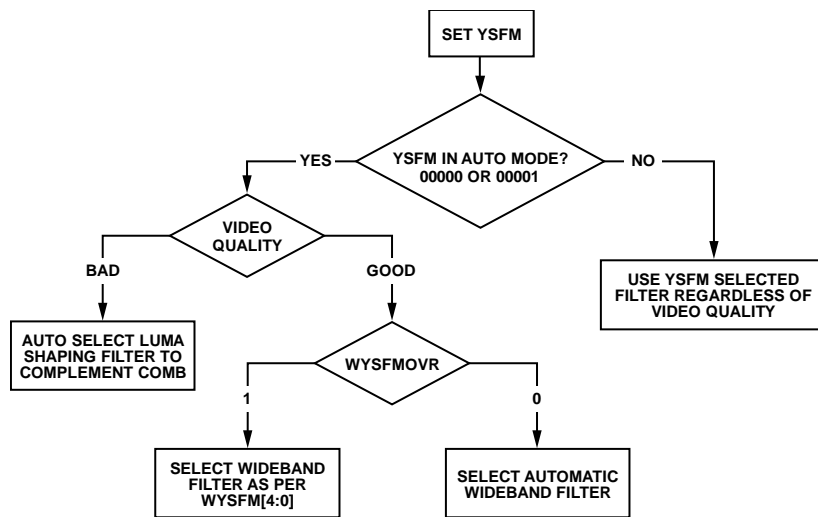 SET YSFM
YSFM IN AUTO MODE?
00000 OR 00001
YES
NO
VIDEO
QUALITY
BAD
GOOD
USE YSFM SELECTED
FILTER REGARDLESS OF
VIDEO QUALITY
AUTO SELECT LUMA
SHAPING FILTER TO
COMPLEMENT COMB
WYSFMOVR
1
0
SELECT WIDEBAND
FILTER AS PER
WYSFM[4:0]
SELECT AUTOMATIC
WIDEBAND FILTER